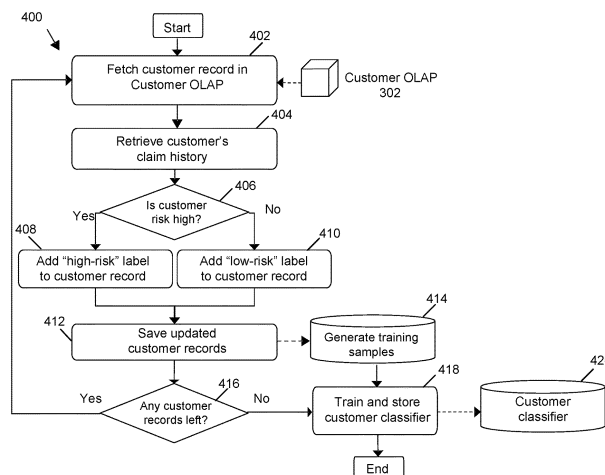 400
Start
402
Fetch customer record in
Customer OLAP
Customer OLAP
302
404
Retrieve customer's
claim history
406
Is customer
risk high?
Yes
No
408
410
Add "high-risk" label
to customer record
Add "low-risk" label
to customer record
412
Save updated
customer records
414
Generate training
samples
416
Any customer
records left?
Yes
No
418
Train and store
customer classifier
42
Customer
classifier
End